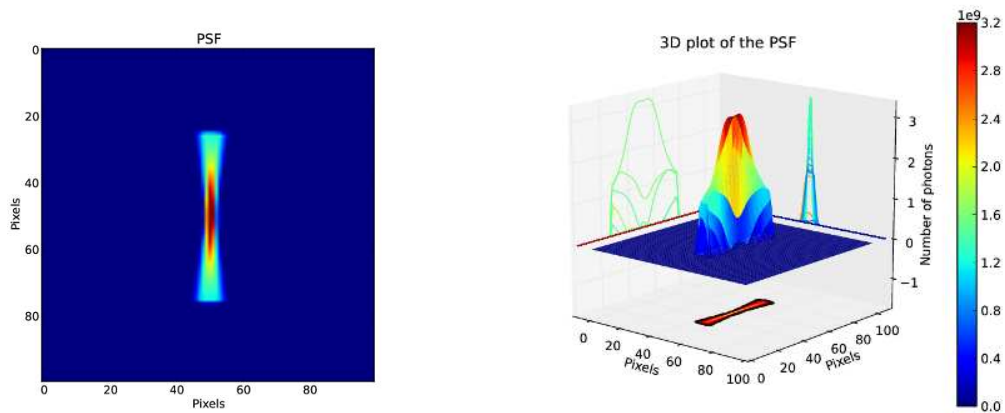 PSF
0
20
40
60
80
Pixels
0 20 40 60 80
Pixels
3D plot of the PSF
3
2
1
0
−1
Number of photons
0 20 40 60 80 100
Pixels
0 20 40 60 80 100
Pixels
1e9
3.2
2.8
2.4
2.0
1.6
1.2
0.8
0.4
0.0